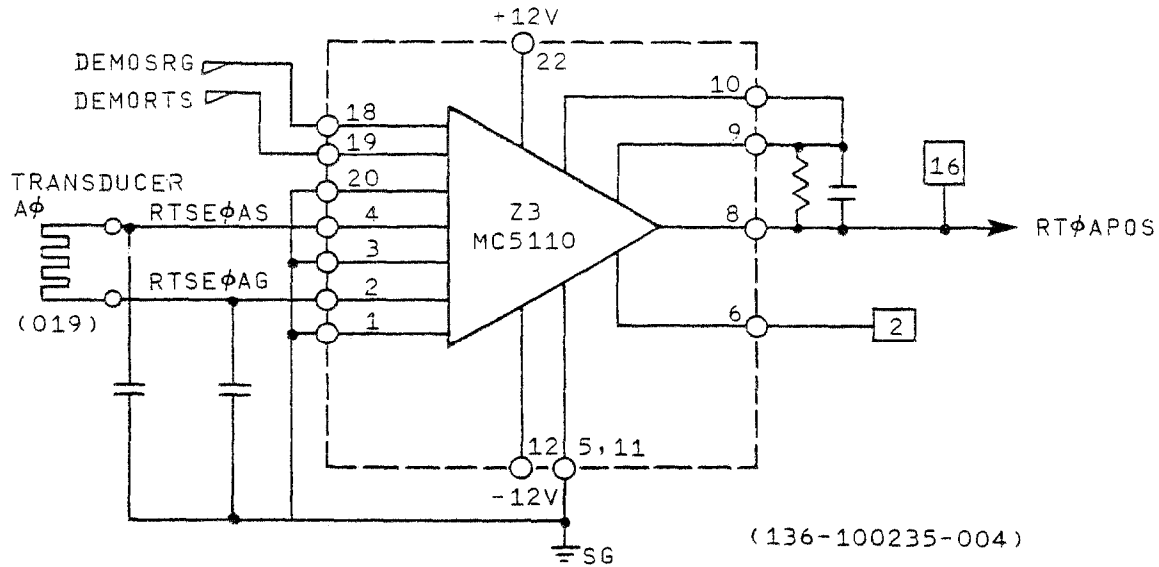 +12V
22
DEMOSRG
DEMORTS
18
19
20
4
3
2
1
10
9
8
6
TRANSDUCER
Aϕ
RTSEϕAS
RTSEϕAG
(019)
Z3
MC5110
16
RTϕAPOS
2
12
5,11
-12V
SG
(136-100235-004)